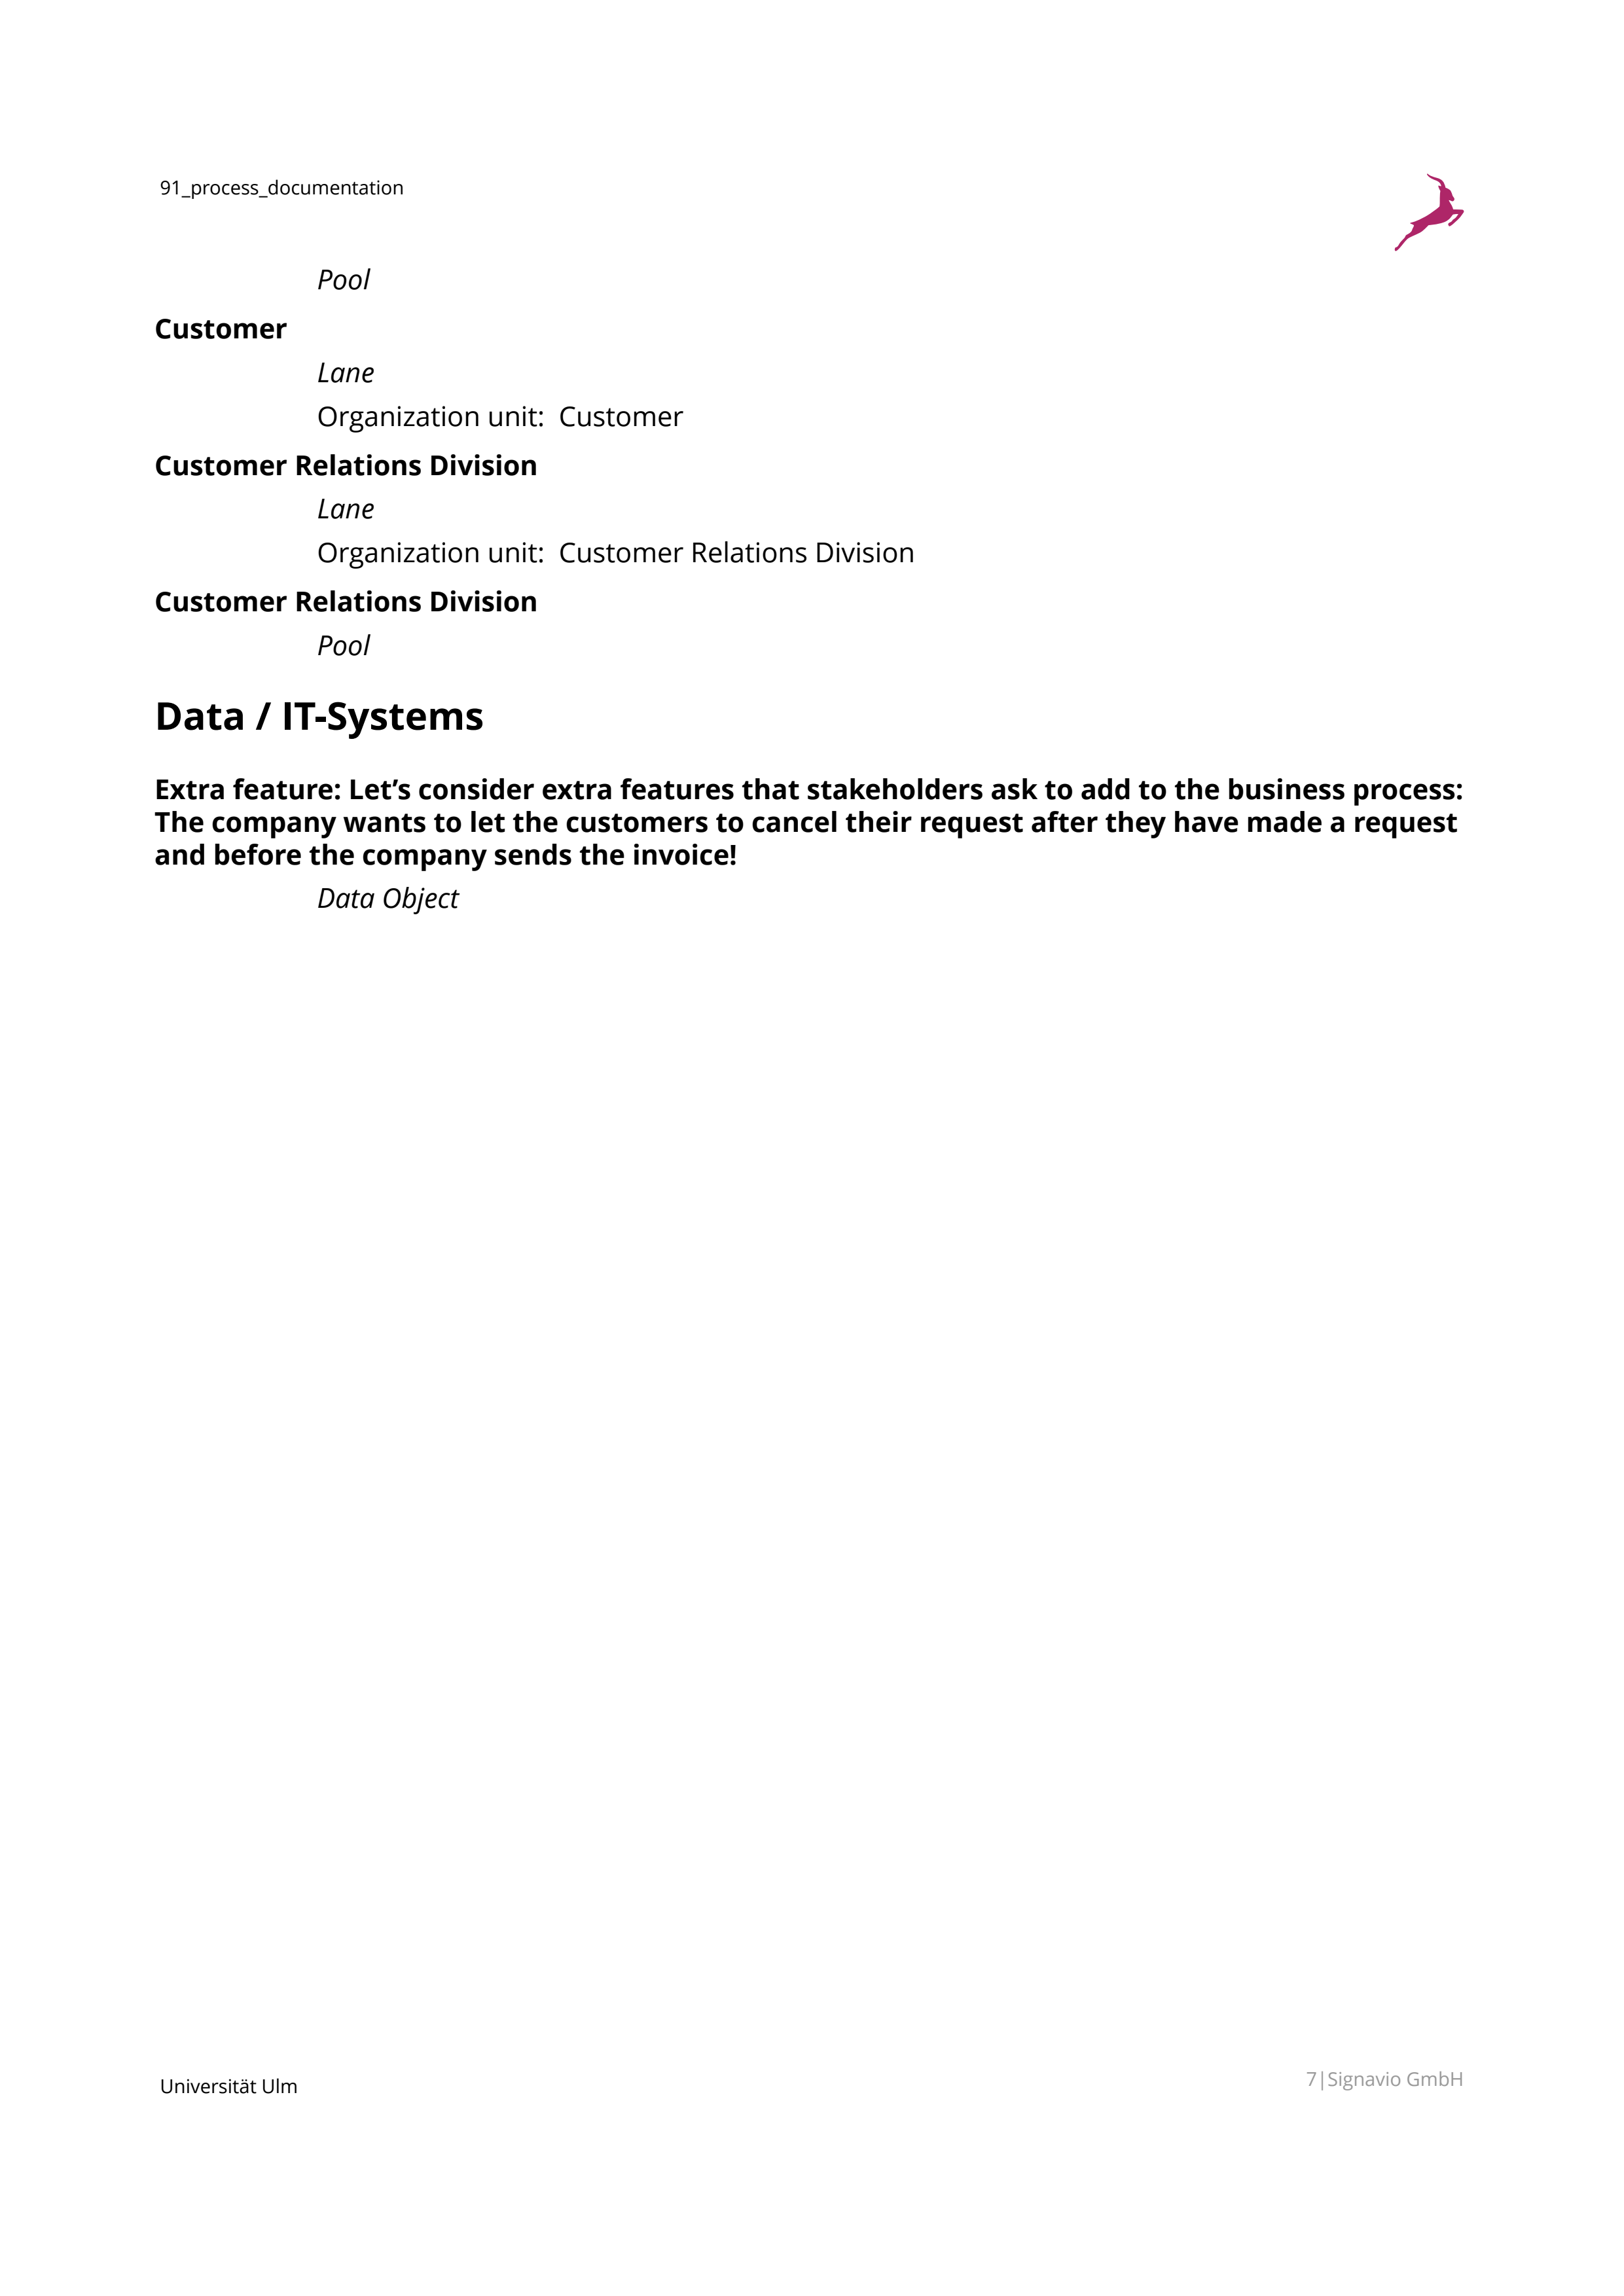 91_process_documentation
Pool
Customer
Lane
Organization unit:  Customer
Customer Relations Division
Lane
Organization unit:  Customer Relations Division
Customer Relations Division
Pool
Data / IT-Systems
Extra feature: Let’s consider extra features that stakeholders ask to add to the business process:
The company wants to let the customers to cancel their request after they have made a request
and before the company sends the invoice!
Data Object
Universität Ulm
7|Signavio GmbH